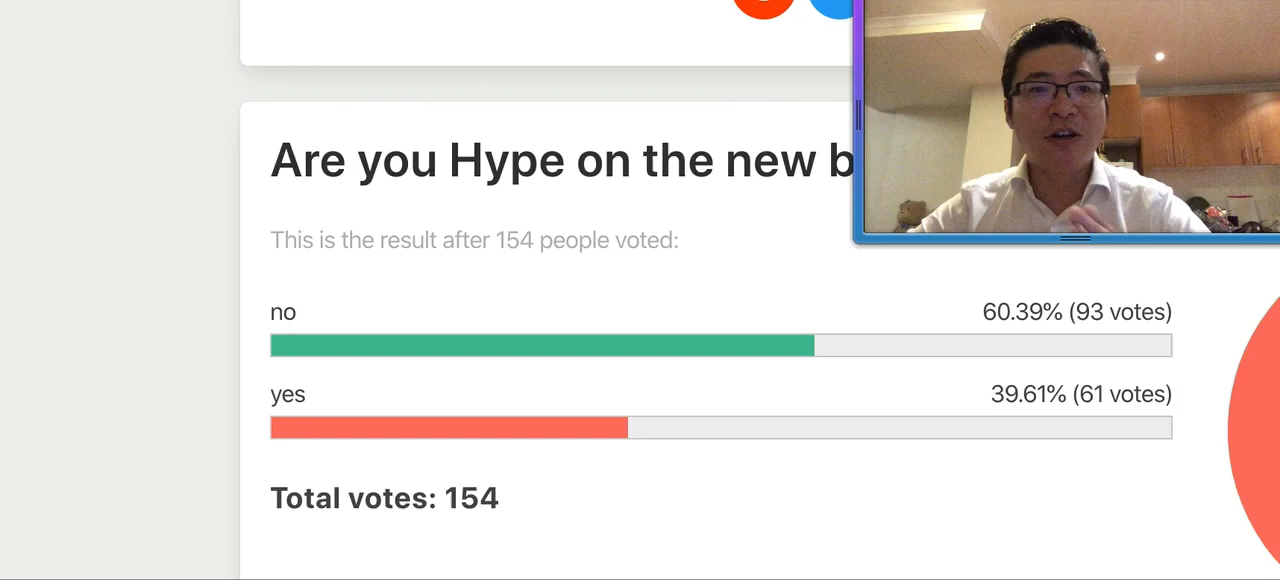 Are you Hype on the new b
This is the result after 154 people voted:
no 60.39% (93 votes)
yes 39.61% (61 votes)
Total votes: 154